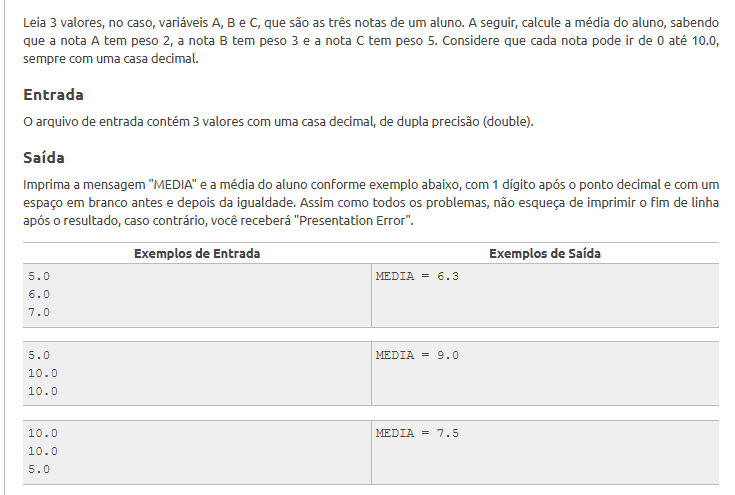 Leia 3 valores, no caso, variáveis A, B e C, que são as três notas de um aluno. A seguir, calcule a média do aluno, sabendo
que a nota A tem peso 2, a nota B tem peso 3 e a nota C tem peso 5. Considere que cada nota pode ir de 0 até 10.0,
sempre com uma casa decimal.
Entrada
O arquivo de entrada contém 3 valores com uma casa decimal, de dupla precisão (double).
Saída
Imprima a mensagem "MEDIA" e a média do aluno conforme exemplo abaixo, com 1 dígito após o ponto decimal e com um
espaço em branco antes e depois da igualdade. Assim como todos os problemas, não esqueça de imprimir o fim de linha
após o resultado, caso contrário, você receberá "Presentation Error".
Exemplos de Entrada Exemplos de Saída
5.0 MEDIA = 6.3
6.0
7.0
5.0 MEDIA = 9.0
10.0
10.0
10.0 MEDIA = 7.5
10.0
5.0